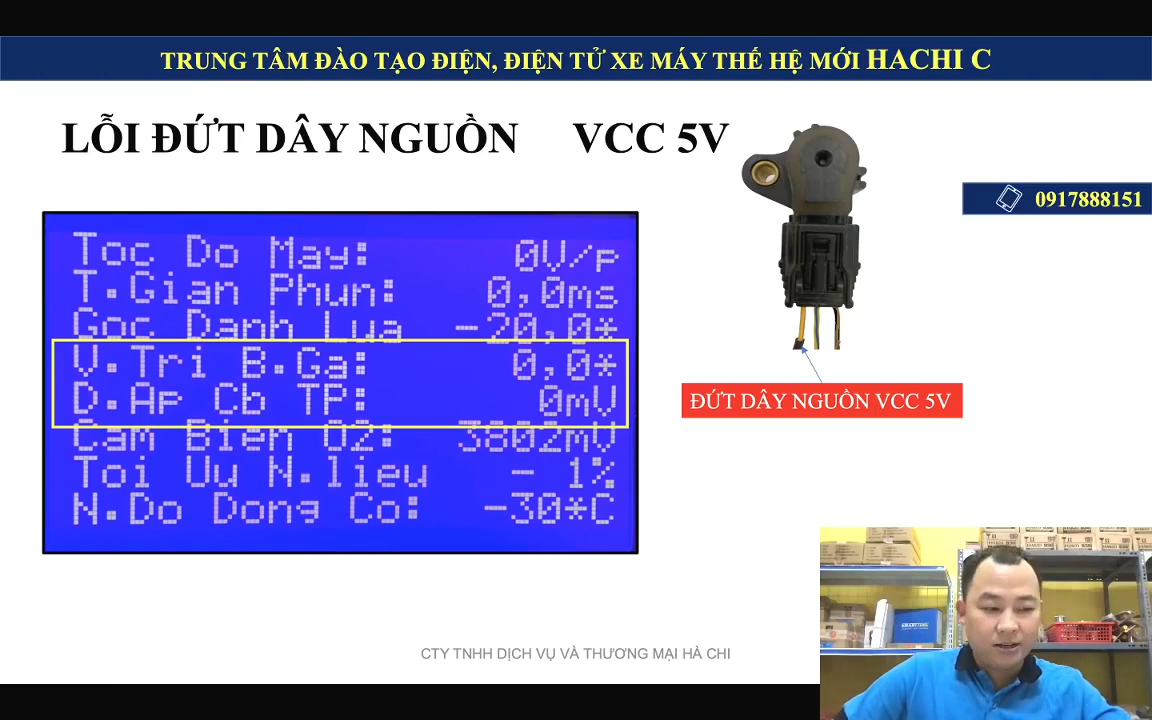 TRUNG TÂM ĐÀO TẠO ĐIỆN, ĐIỆN TỬ XE MÁY THẾ HỆ MỚI HACHI C
LỖI ĐỨT DÂY NGUỒN VCC 5V
0917888151
Toc Do May: 0V/p
T.Gian Phun: 0,0ms
Goc Danh Lua -20,0*
V.Tri B.Ga: 0,0*
D.Ap Cb TP: 0mV
Cam Bien O2: 3802mV
Toi Uu N.lieu - 1%
N.Do Dong Co: -30*C
ĐỨT DÂY NGUỒN VCC 5V
CTY TNHH DỊCH VỤ VÀ THƯƠNG MẠI HÀ CHI